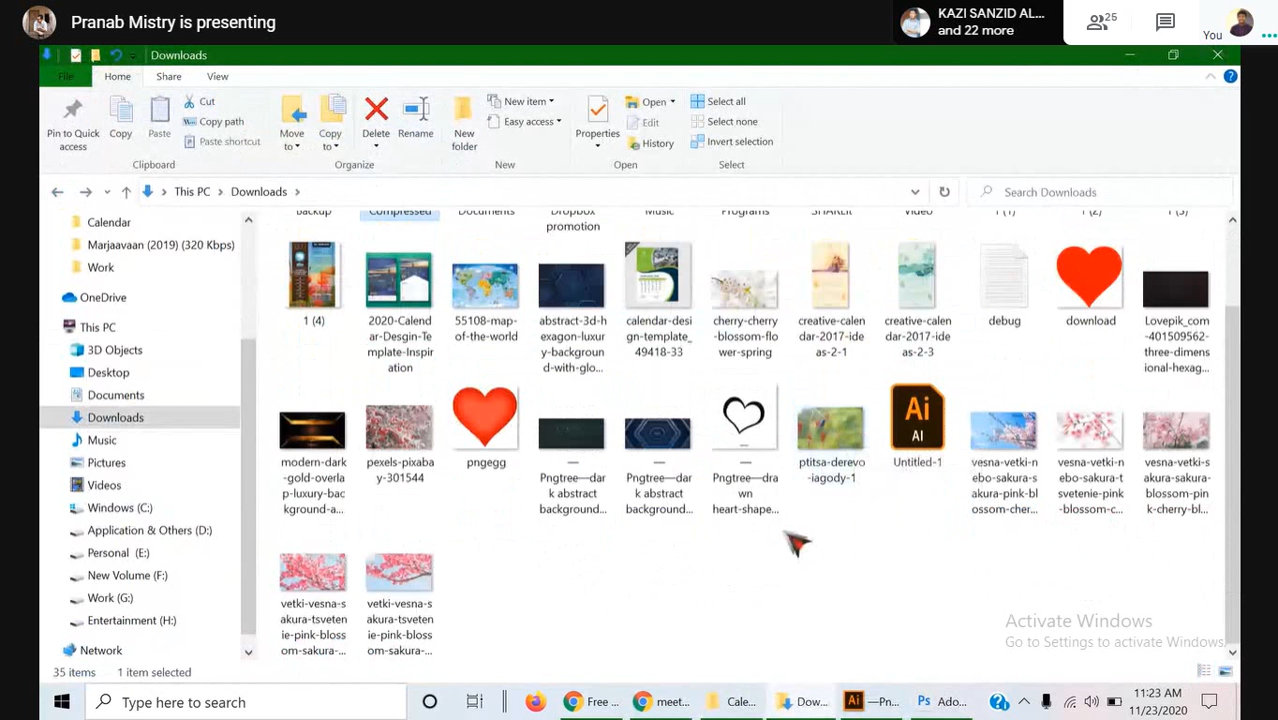 Pranab Mistry is presenting
KAZI SANZID AL...
and 22 more
25
You
Downloads
File
Home
Share
View
Pin to Quick
access
Copy
Paste
Cut
Copy path
Paste shortcut
Clipboard
Move
to
Copy
to
Delete
Rename
Organize
New
folder
New item
Easy access
New
Properties
Open
Edit
History
Open
Select all
Select none
Invert selection
Select
This PC
Downloads
Search Downloads
Calendar
Marjaavaan (2019) (320 Kbps)
Work
OneDrive
This PC
3D Objects
Desktop
Documents
Downloads
Music
Pictures
Videos
Windows (C:)
Application & Others (D:)
Personal (E:)
New Volume (F:)
Work (G:)
Entertainment (H:)
Network
Backup
Compressed
Documents
Dropbox
promotion
Music
Programs
SHAREit
Video
1 (1)
1 (2)
1 (3)
1 (4)
2020-Calend
ar-Desgin-Te
mplate-Inspir
ation
55108-map-
of-the-world
abstract-3d-h
exagon-luxur
y-backgroun
d-with-glo...
calendar-desi
gn-template_
49418-33
cherry-cherry
-blossom-flo
wer-spring
creative-calen
dar-2017-ide
as-2-1
creative-calen
dar-2017-ide
as-2-3
debug
download
Lovepik_com
-401509562-
three-dimens
ional-hexag...
modern-dark
-gold-overla
p-luxury-bac
kground-a...
pexels-pixaba
y-301544
pngegg
—
Pngtree—dar
k abstract
background...
—
Pngtree—dar
k abstract
background...
—
Pngtree—dra
wn
heart-shape...
ptitsa-derevo
-iagody-1
Ai
AI
Untitled-1
vesna-vetki-n
ebo-sakura-s
akura-pink-bl
ossom-cher...
vesna-vetki-s
akura-tsveteni
e-pink
-blossom-c...
vesna-vetki-s
akura-
blossom-pin
k-cherry-bl...
vetki-vesna-s
akura-tsveten
ie-pink-bloss
om-sakura-...
vetki-vesna-s
akura-tsveten
ie-pink-bloss
om-sakura-...
Activate Windows
Go to Settings to activate Windows.
35 items
1 item selected
Type here to search
Free ...
meet...
Cale...
Dow...
Ai
—Pn...
Ps
Ado...
11:23 AM
11/23/2020